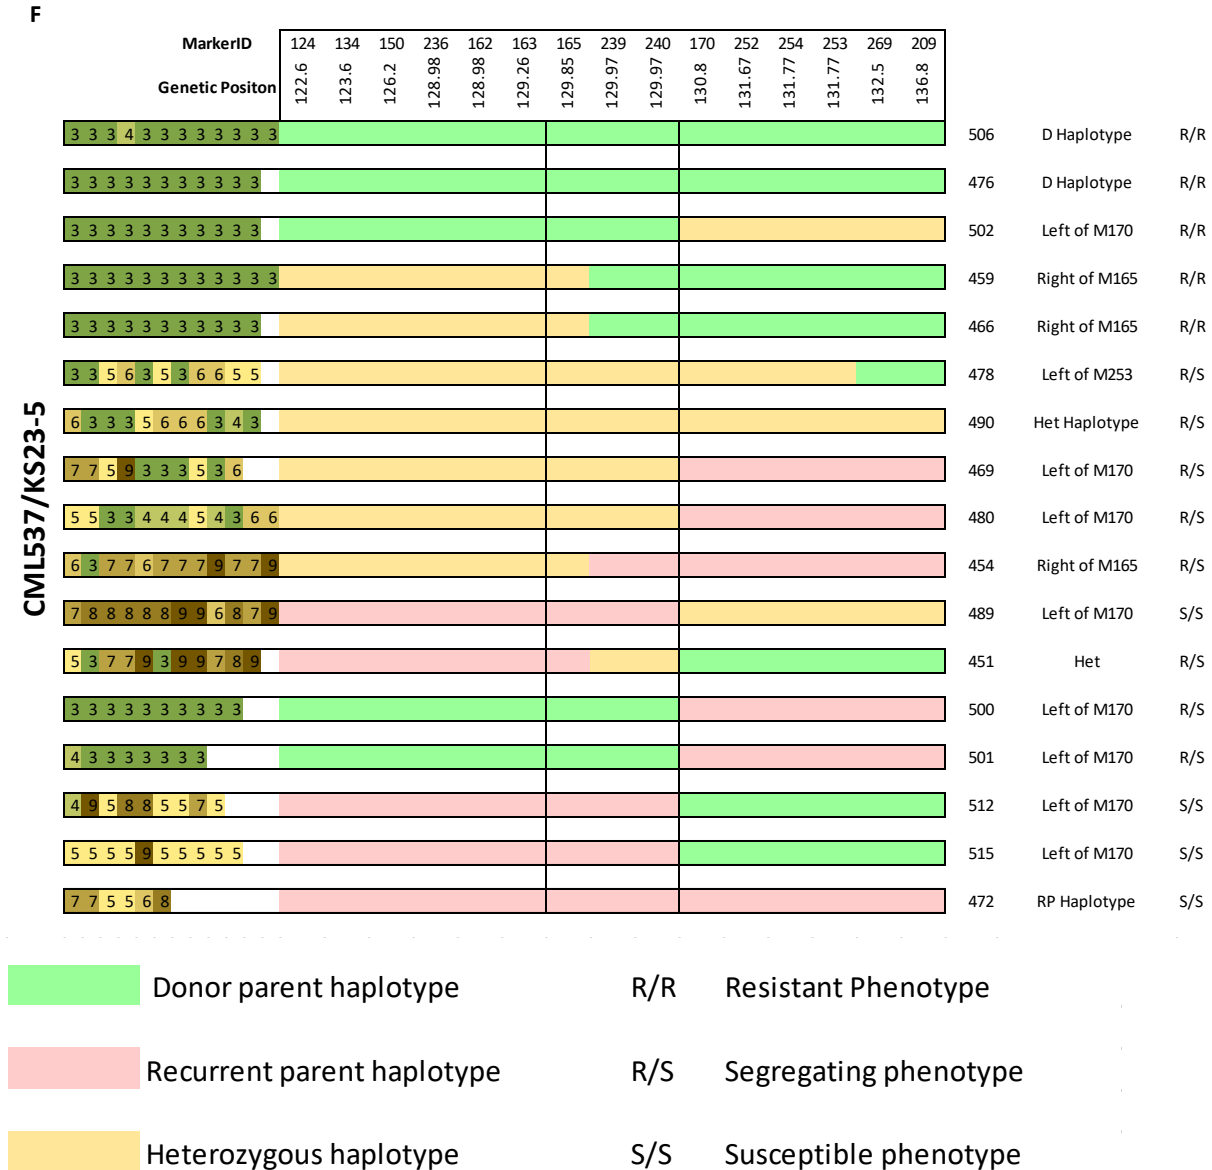 F
MarkerID 124 134 150 236 162 163 165 239 240 170 252 254 253 269 209
Genetic Positon 122.6 123.6 126.2 128.98 128.98 129.26 129.85 129.97 129.97 130.8 131.67 131.77 131.77 132.5 136.8
CML537/KS23-5
3 3 3 4 3 3 3 3 3 3 3 3 506 D Haplotype R/R
3 3 3 3 3 3 3 3 3 3 3 476 D Haplotype R/R
3 3 3 3 3 3 3 3 3 3 3 502 Left of M170 R/R
3 3 3 3 3 3 3 3 3 3 3 3 459 Right of M165 R/R
3 3 3 3 3 3 3 3 3 3 3 466 Right of M165 R/R
3 3 5 6 3 5 3 6 6 5 5 478 Left of M253 R/S
6 3 3 3 5 6 6 6 3 4 3 490 Het Haplotype R/S
7 7 5 9 3 3 3 5 3 6 469 Left of M170 R/S
5 5 3 3 4 4 4 5 4 3 6 6 480 Left of M170 R/S
6 3 7 7 6 7 7 7 9 7 7 9 454 Right of M165 R/S
7 8 8 8 8 8 9 9 6 8 7 9 489 Left of M170 S/S
5 3 7 7 9 3 9 9 7 8 9 451 Het R/S
3 3 3 3 3 3 3 3 3 3 500 Left of M170 R/S
4 3 3 3 3 3 3 3 501 Left of M170 R/S
4 9 5 8 8 5 5 7 5 512 Left of M170 S/S
5 5 5 5 9 5 5 5 5 5 515 Left of M170 S/S
7 7 5 5 6 8 472 RP Haplotype S/S
Donor parent haplotype R/R Resistant Phenotype
Recurrent parent haplotype R/S Segregating phenotype
Heterozygous haplotype S/S Susceptible phenotype